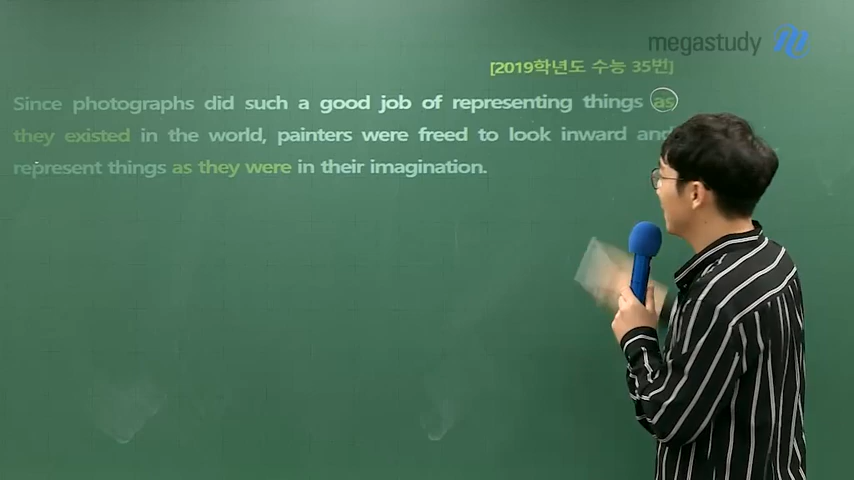 megastudy
[2019학년도 수능 35번]
Since photographs did such a good job of representing things as
they existed in the world, painters were freed to look inward and
represent things as they were in their imagination.